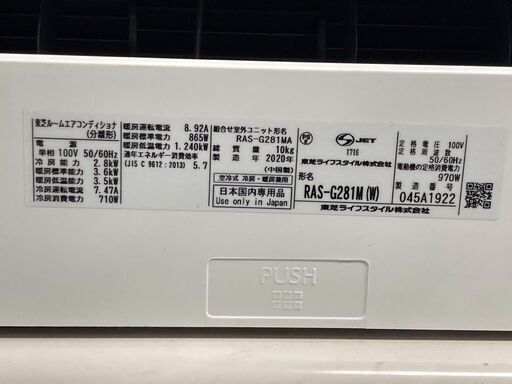 東芝ルームエアコンディショナ
(分離形)
電源
単相 100V 50/60Hz
冷房能力 2.8kW
暖房標準能力 3.6kW
暖房低温能力 3.5kW
冷房運転電流 7.47A
冷房消費電力 710W
暖房運転電流 8.92A
暖房標準電力 865W
暖房低温電力 1.240kW
通年エネルギー消費効率
(JIS C 9612:2013) 5.7
組合せ室外ユニット形名
RAS-G281MA
総質量 10kg
製造年 2020年
(中国製)
空冷式 冷房・暖房兼用
日本国内専用品
Use only in Japan
PS E
JET
1716
東芝ライフスタイル株式会社
形名
RAS-G281M(W)
定格電圧 100V
定格周波数
50/60Hz
電動機の定格消費電力
970W
製造番号
045A1922
東芝ライフスタイル株式会社
PUSH